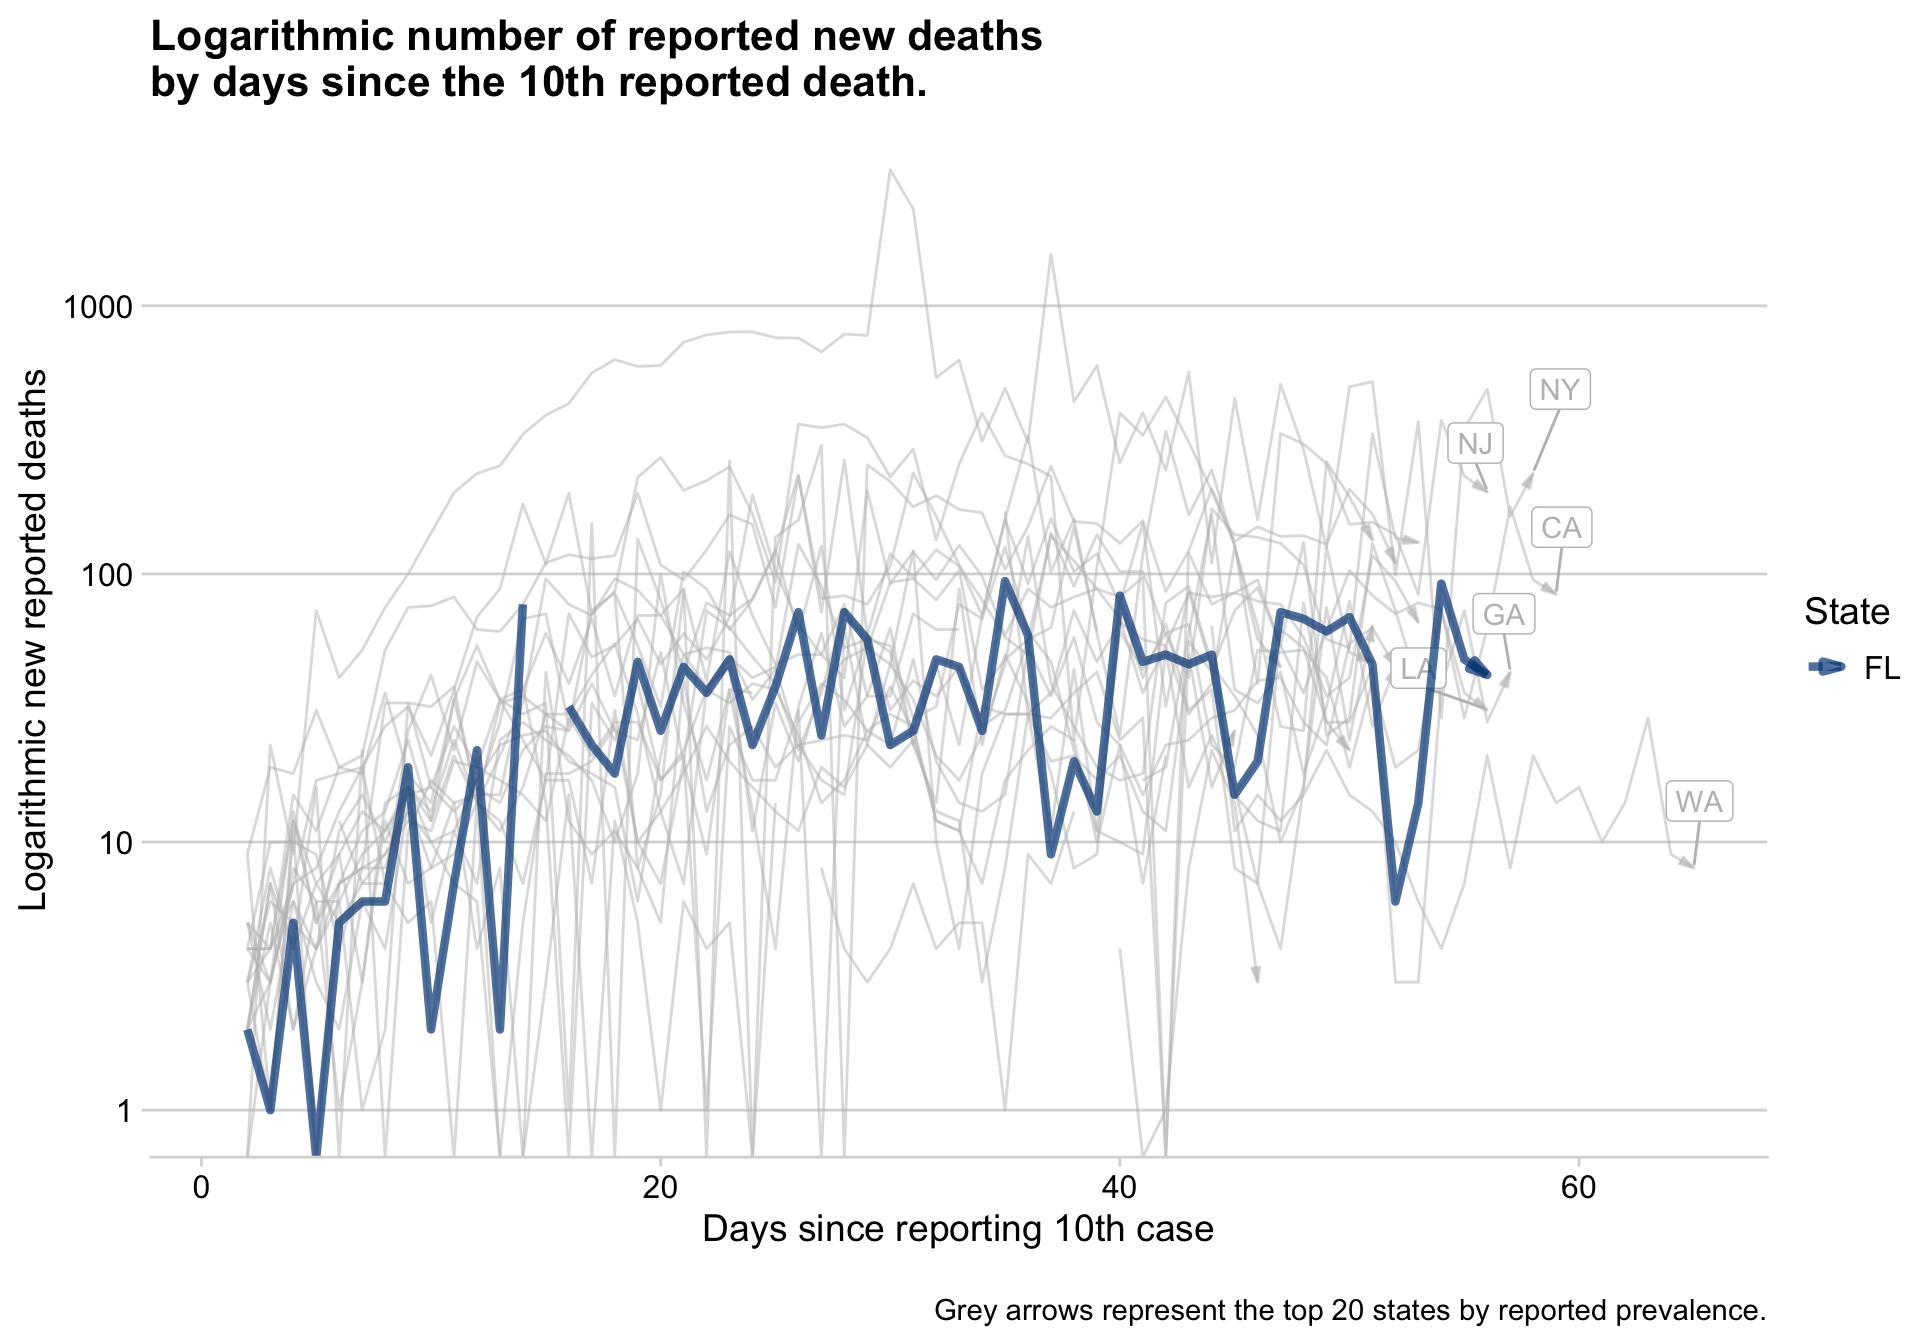 Logarithmic number of reported new deaths
by days since the 10th reported death.
Logarithmic new reported deaths
1000
100
10
1
NY
NJ
CA
GA
LA
WA
State
FL
0
20
40
60
Days since reporting 10th case
Grey arrows represent the top 20 states by reported prevalence.